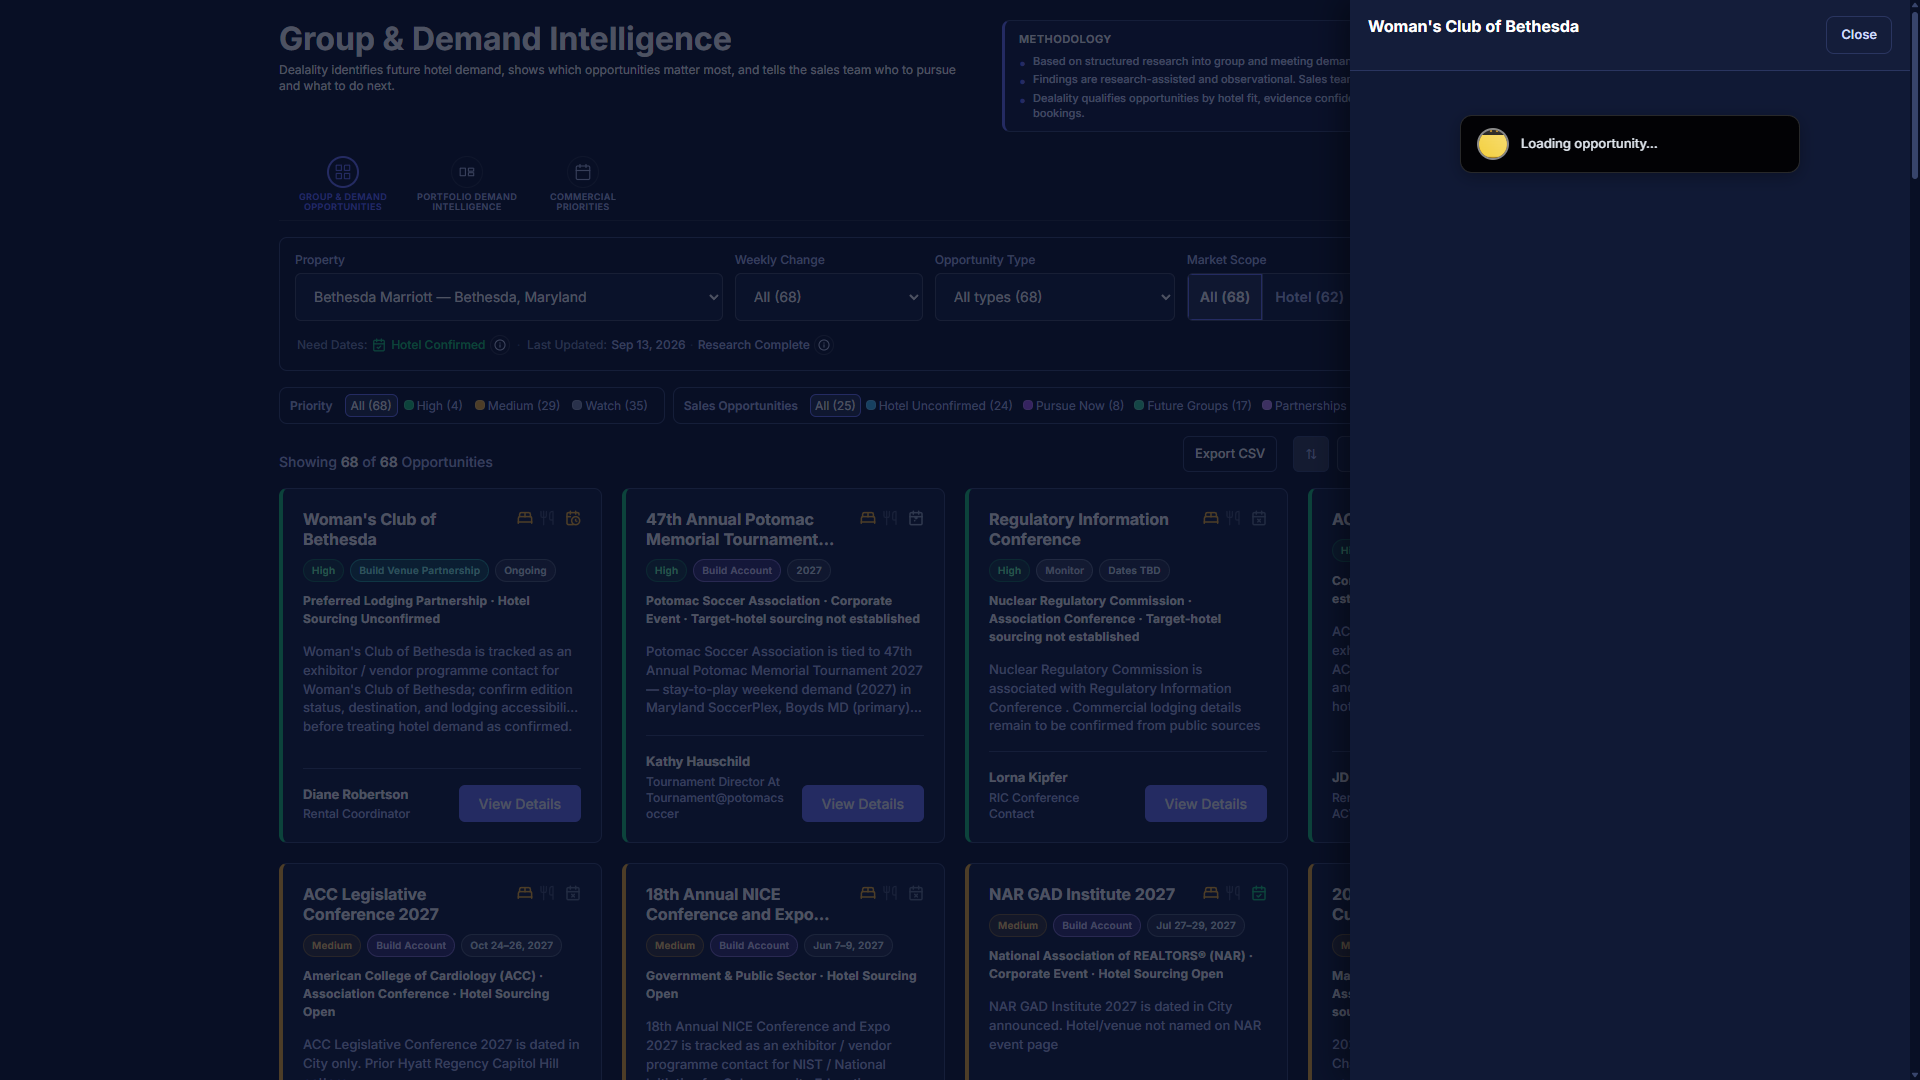 Group & Demand Intelligence
Dealality identifies future hotel demand, shows which opportunities matter most, and tells the sales team who to pursue
and what to do next.
METHODOLOGY
Based on structured research into group and meeting
Findings are research-assisted and observational. Sales
Dealality qualifies opportunities by hotel fit, evidence
bookings.
Woman's Club of Bethesda
Close
Loading opportunity...
GROUP & DEMAND
OPPORTUNITIES
PORTFOLIO DEMAND
INTELLIGENCE
COMMERCIAL
PRIORITIES
Property
Weekly Change
Opportunity Type
Market Scope
Bethesda Marriott — Bethesda, Maryland
All (68)
All types (68)
All (68)
Hotel (62)
Need Dates: Hotel Confirmed · Last Updated: Sep 13, 2026 · Research Complete
Priority All (68) High (4) Medium (29) Watch (35)
Sales Opportunities All (25) Hotel Unconfirmed (24) Pursue Now (8) Future Groups (17) Partnerships
Showing 68 of 68 Opportunities
Export CSV
Woman's Club of
Bethesda
High Build Venue Partnership Ongoing
Preferred Lodging Partnership · Hotel
Sourcing Unconfirmed
Woman's Club of Bethesda is tracked as an
exhibitor / vendor programme contact for
Woman's Club of Bethesda; confirm edition
status, destination, and lodging accessibili...
before treating hotel demand as confirmed.
Diane Robertson
Rental Coordinator
View Details
47th Annual Potomac
Memorial Tournament...
High Build Account 2027
Potomac Soccer Association · Corporate
Event · Target-hotel sourcing not established
Potomac Soccer Association is tied to 47th
Annual Potomac Memorial Tournament 2027
— stay-to-play weekend demand (2027) in
Maryland SoccerPlex, Boyds MD (primary)...
Kathy Hauschild
Tournament Director At
Tournament@potomacs
occer
View Details
Regulatory Information
Conference
High Monitor Dates TBD
Nuclear Regulatory Commission ·
Association Conference · Target-hotel
sourcing not established
Nuclear Regulatory Commission is
associated with Regulatory Information
Conference . Commercial lodging details
remain to be confirmed from public sources
Lorna Kipfer
RIC Conference
Contact
View Details
JD
ACC Legislative
Conference 2027
Medium Build Account Oct 24–26, 2027
American College of Cardiology (ACC) ·
Association Conference · Hotel Sourcing
Open
ACC Legislative Conference 2027 is dated in
City only. Prior Hyatt Regency Capitol Hill
18th Annual NICE
Conference and Expo...
Medium Build Account Jun 7–9, 2027
Government & Public Sector · Hotel Sourcing
Open
18th Annual NICE Conference and Expo
2027 is tracked as an exhibitor / vendor
programme contact for NIST / National
NAR GAD Institute 2027
Medium Build Account Jul 27–29, 2027
National Association of REALTORS® (NAR) ·
Corporate Event · Hotel Sourcing Open
NAR GAD Institute 2027 is dated in City
announced. Hotel/venue not named on NAR
event page